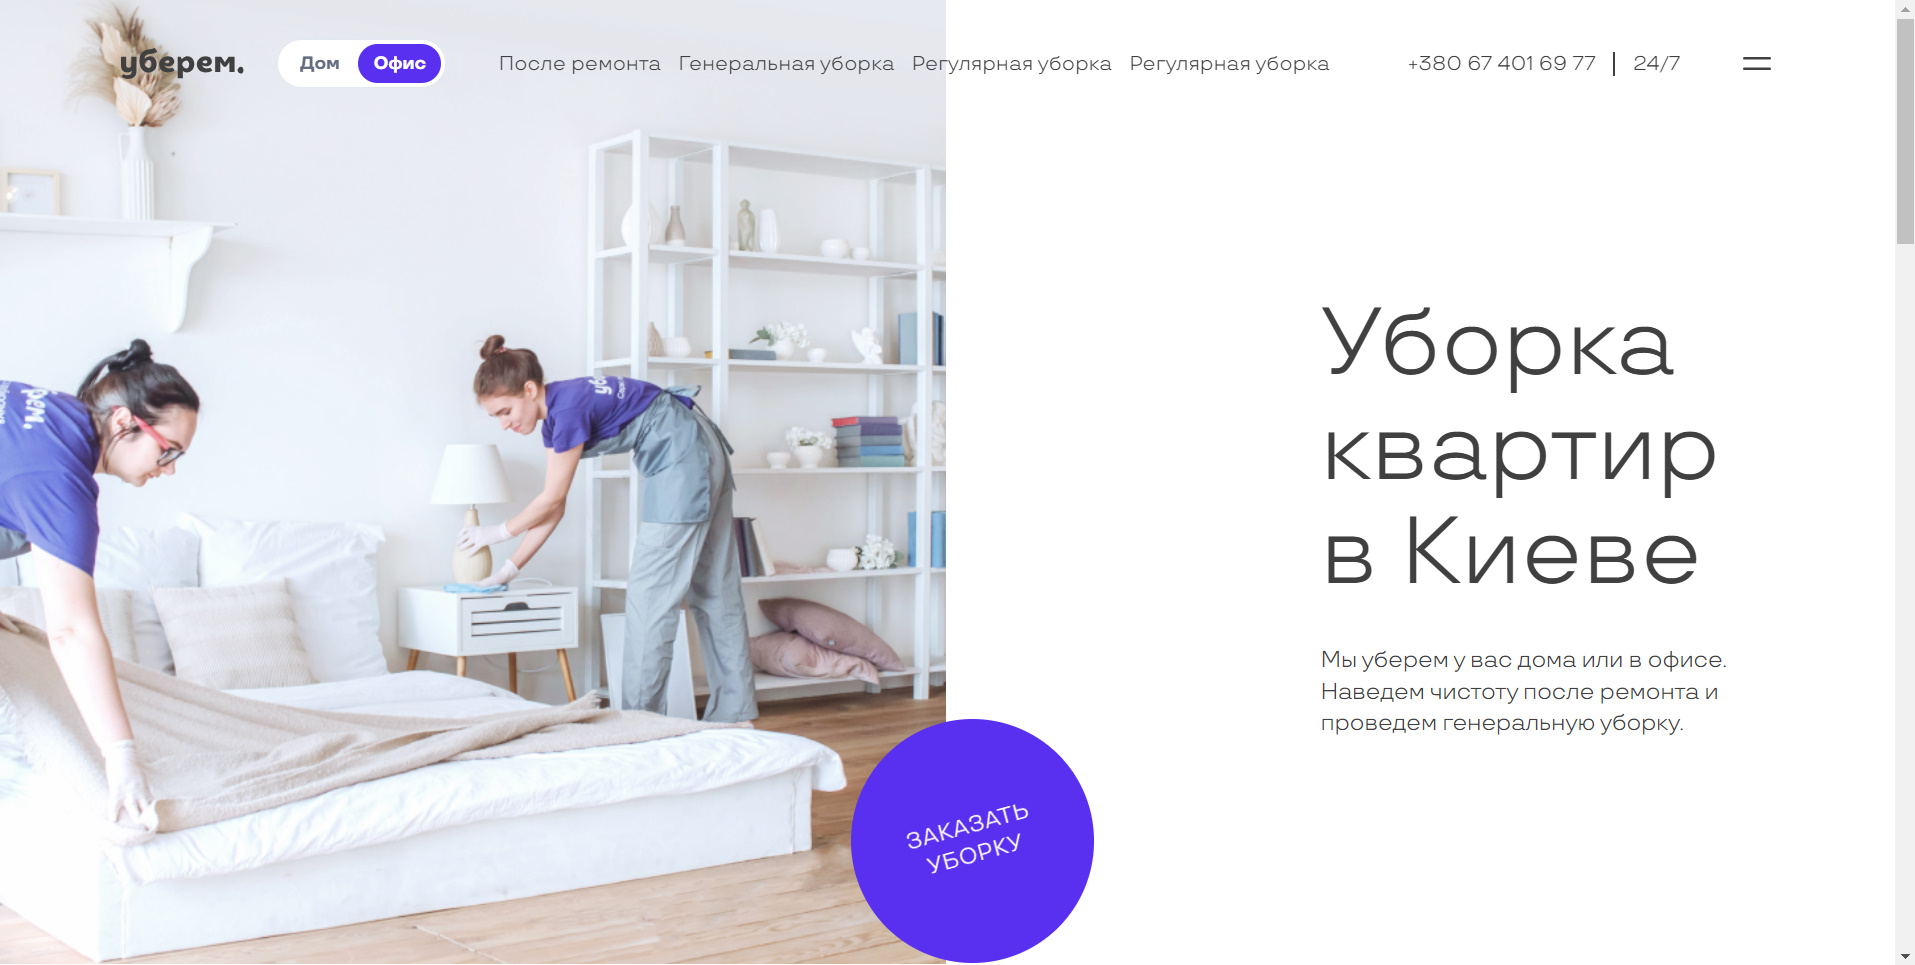 уберем.
Дом Офис
После ремонта Генеральная уборка Регулярная уборка Регулярная уборка
+380 67 401 69 77 | 24/7
Уборка
квартир
в Киеве
Мы уберем у вас дома или в офисе.
Наведем чистоту после ремонта и
проведем генеральную уборку.
ЗАКАЗАТЬ
УБОРКУ